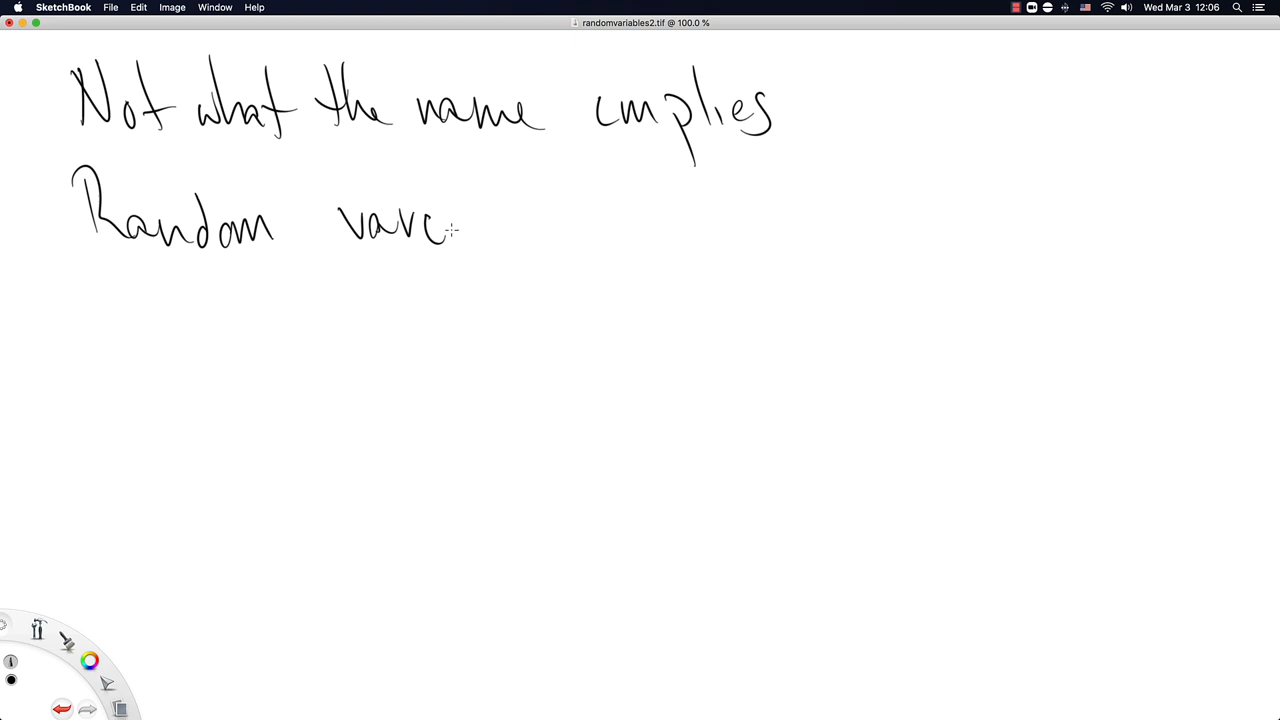 SketchBook File Edit Image Window Help Wed Mar 3 12:06
randomvariables2.tif @ 100.0 %
Not what the name implies
Random vari